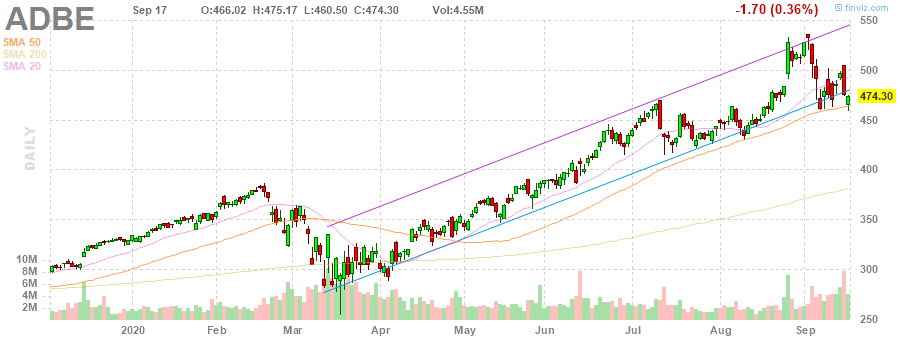 ADBE
Sep 17 O:466.02 H:475.17 L:460.50 C:474.30 Vol:4.55M -1.70 (0.36%)
© finviz.com
SMA 50
SMA 200
SMA 20
DAILY
550
500
474.30
450
400
350
300
250
10M
8M
6M
4M
2M
2020 Feb Mar Apr May Jun Jul Aug Sep